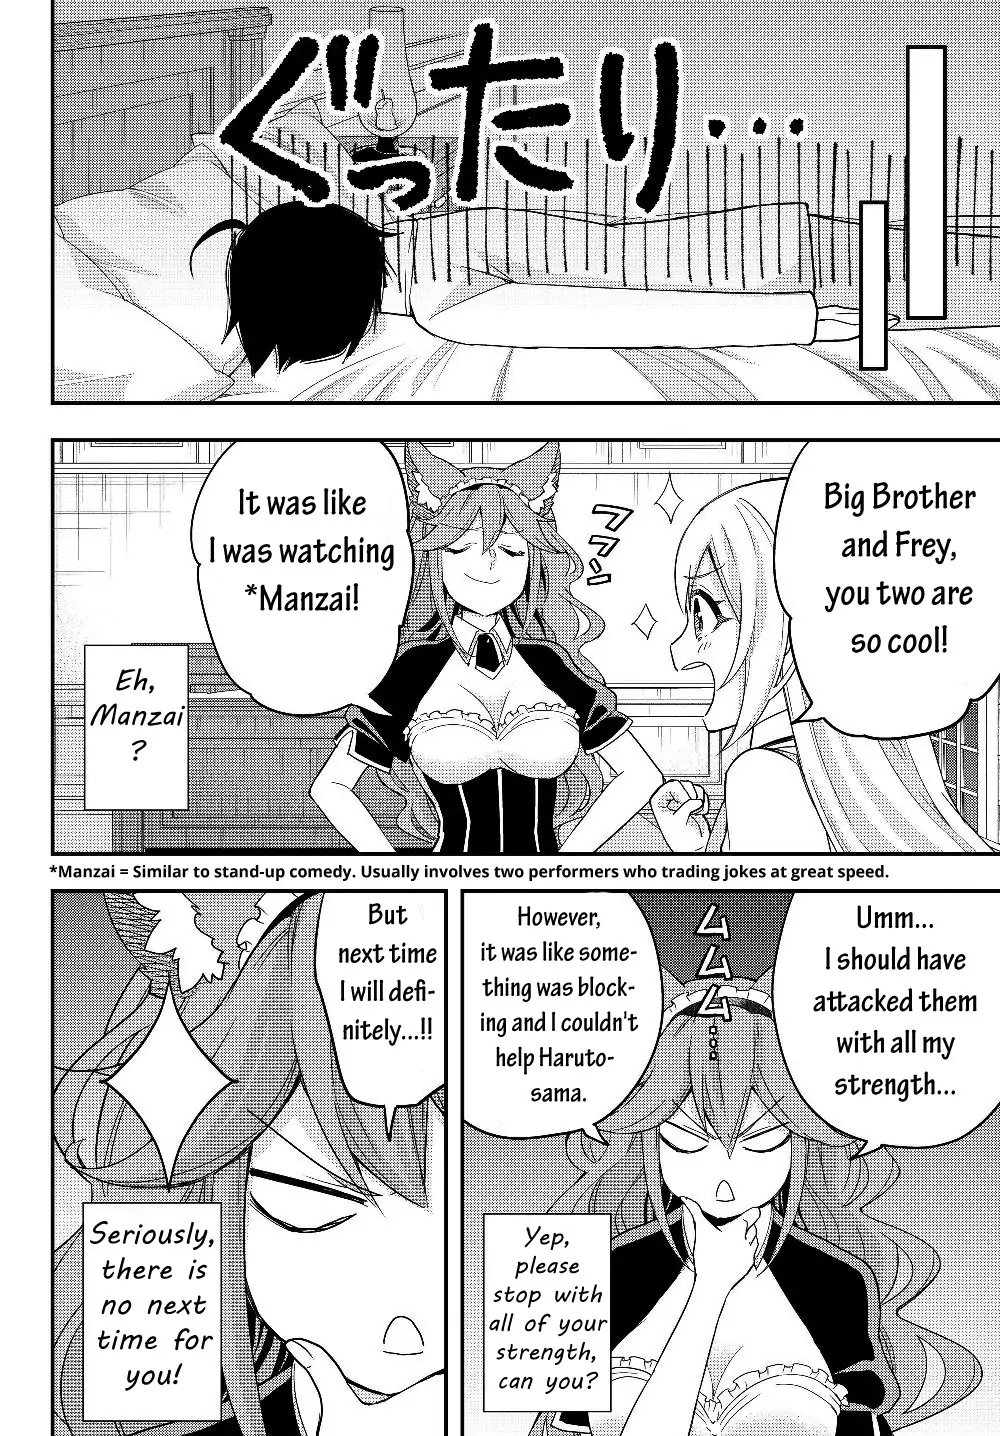 ぐったり...
Big Brother
and Frey,
you two are
so cool!
フフン
It was like
I was watching
*Manzai!
Eh,
Manzai
?
*Manzai = Similar to stand-up comedy. Usually involves two performers who trading jokes at great speed.
Umm...
I should have
attacked them
with all my
strength...
ムムム
However,
it was like some-
thing was block-
ing and I couldn't
help Haruto-
sama.
Yep,
please
stop with
all of your
strength,
can you?
But
next time
I will defi-
nitely...!!
Seriously,
there is
no next
time for
you!